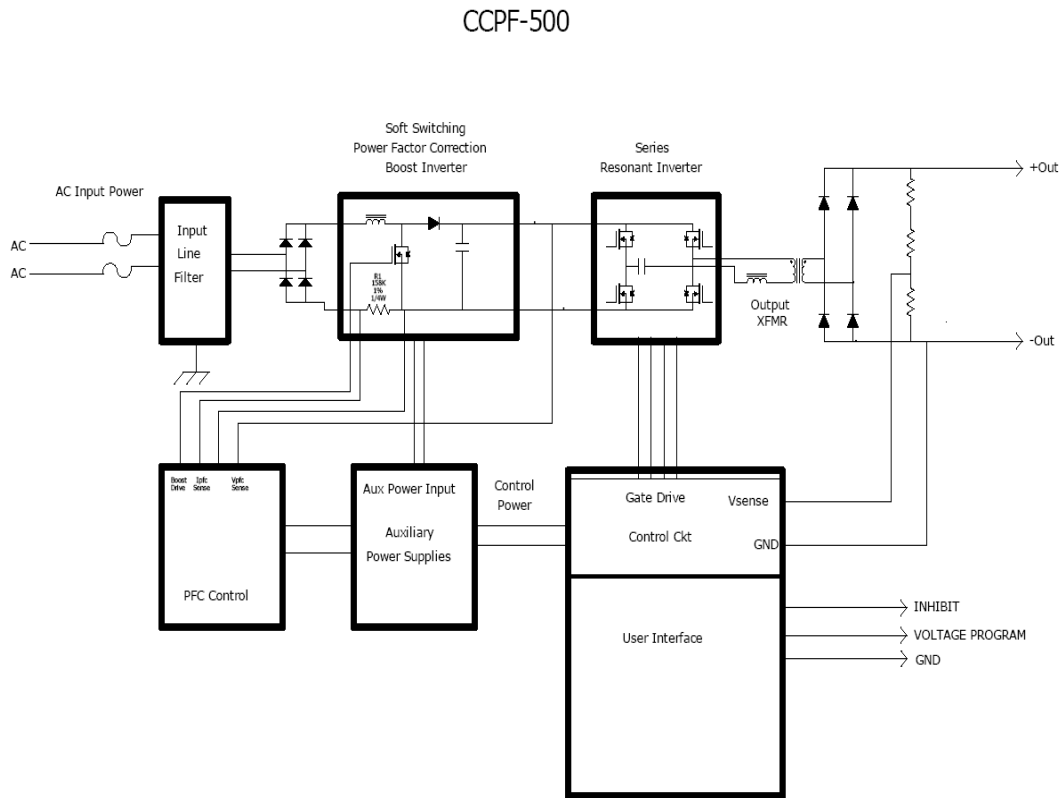 CCPF-500
Soft Switching
Power Factor Correction
Boost Inverter
Series
Resonant Inverter
AC Input Power
+Out
Input
Line
Filter
AC
AC
R1
158K
1%
1/4W
Output
XFMR
-Out
Boost
Drive
Ipfc
Sense
Vpfc
Sense
PFC Control
Aux Power Input
Auxiliary
Power Supplies
Control
Power
Gate Drive
Vsense
Control Ckt
GND
User Interface
INHIBIT
VOLTAGE PROGRAM
GND